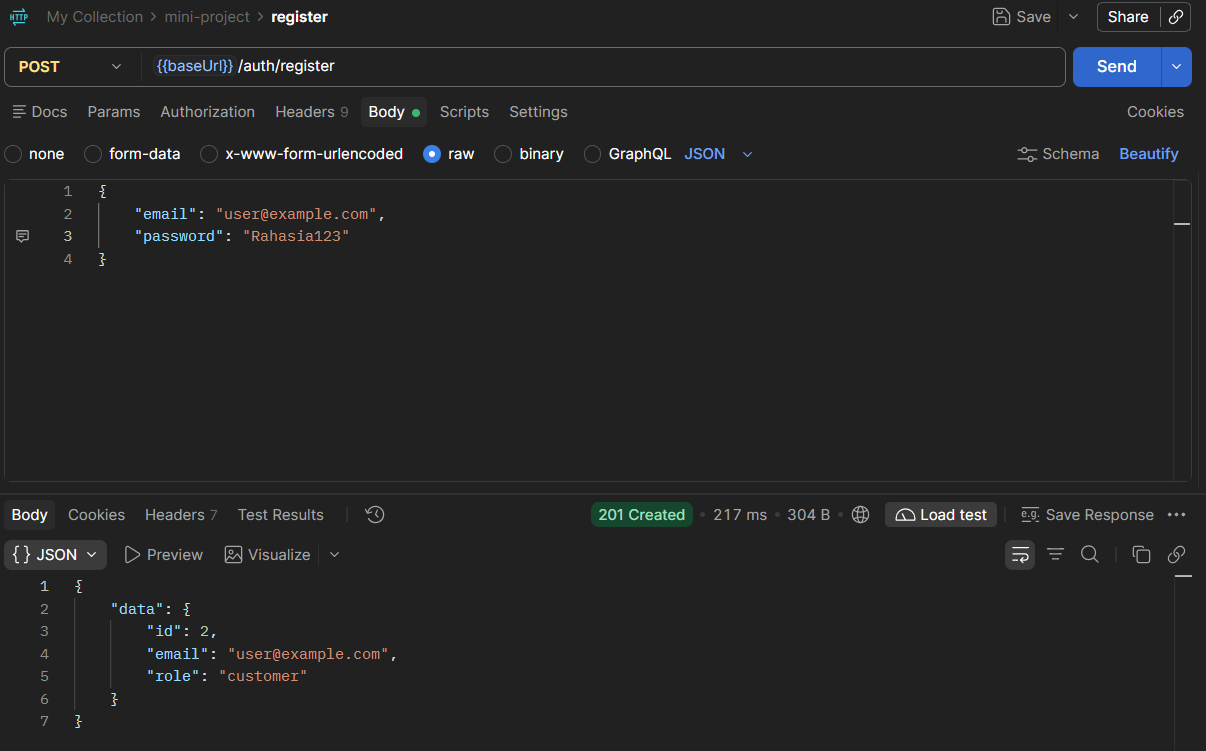 HTTP My Collection > mini-project > register Save Share
POST {{baseUrl}} /auth/register Send
Docs Params Authorization Headers 9 Body Scripts Settings Cookies
none form-data x-www-form-urlencoded raw binary GraphQL JSON Schema Beautify
1 {
2 "email": "user@example.com",
3 "password": "Rahasia123"
4 }
Body Cookies Headers 7 Test Results 201 Created • 217 ms • 304 B • Load test e.g. Save Response
{} JSON Preview Visualize
1 {
2 "data": {
3 "id": 2,
4 "email": "user@example.com",
5 "role": "customer"
6 }
7 }